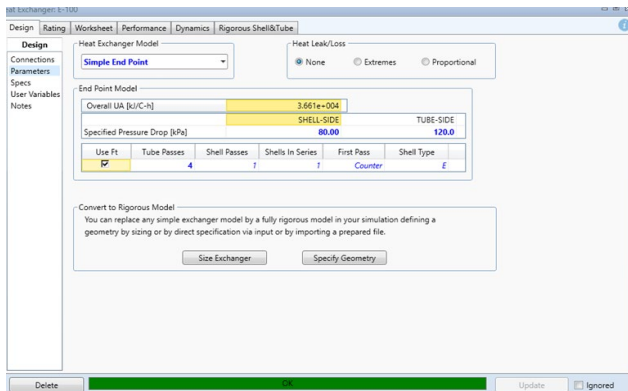 eat Exchanger: E-100
Design Rating Worksheet Performance Dynamics Rigorous Shell&Tube
Design
Connections
Parameters
Specs
User Variables
Notes
Heat Exchanger Model
Simple End Point
Heat Leak/Loss
None Extremes Proportional
End Point Model
Overall UA [kJ/C-h] 3.661e+004
SHELL-SIDE TUBE-SIDE
Specified Pressure Drop [kPa] 80.00 120.0
Use Ft Tube Passes Shell Passes Shells In Series First Pass Shell Type
4 1 1 Counter E
Convert to Rigorous Model
You can replace any simple exchanger model by a fully rigorous model in your simulation defining a
geometry by sizing or by direct specification via input or by importing a prepared file.
Size Exchanger Specify Geometry
Delete OK Update Ignored